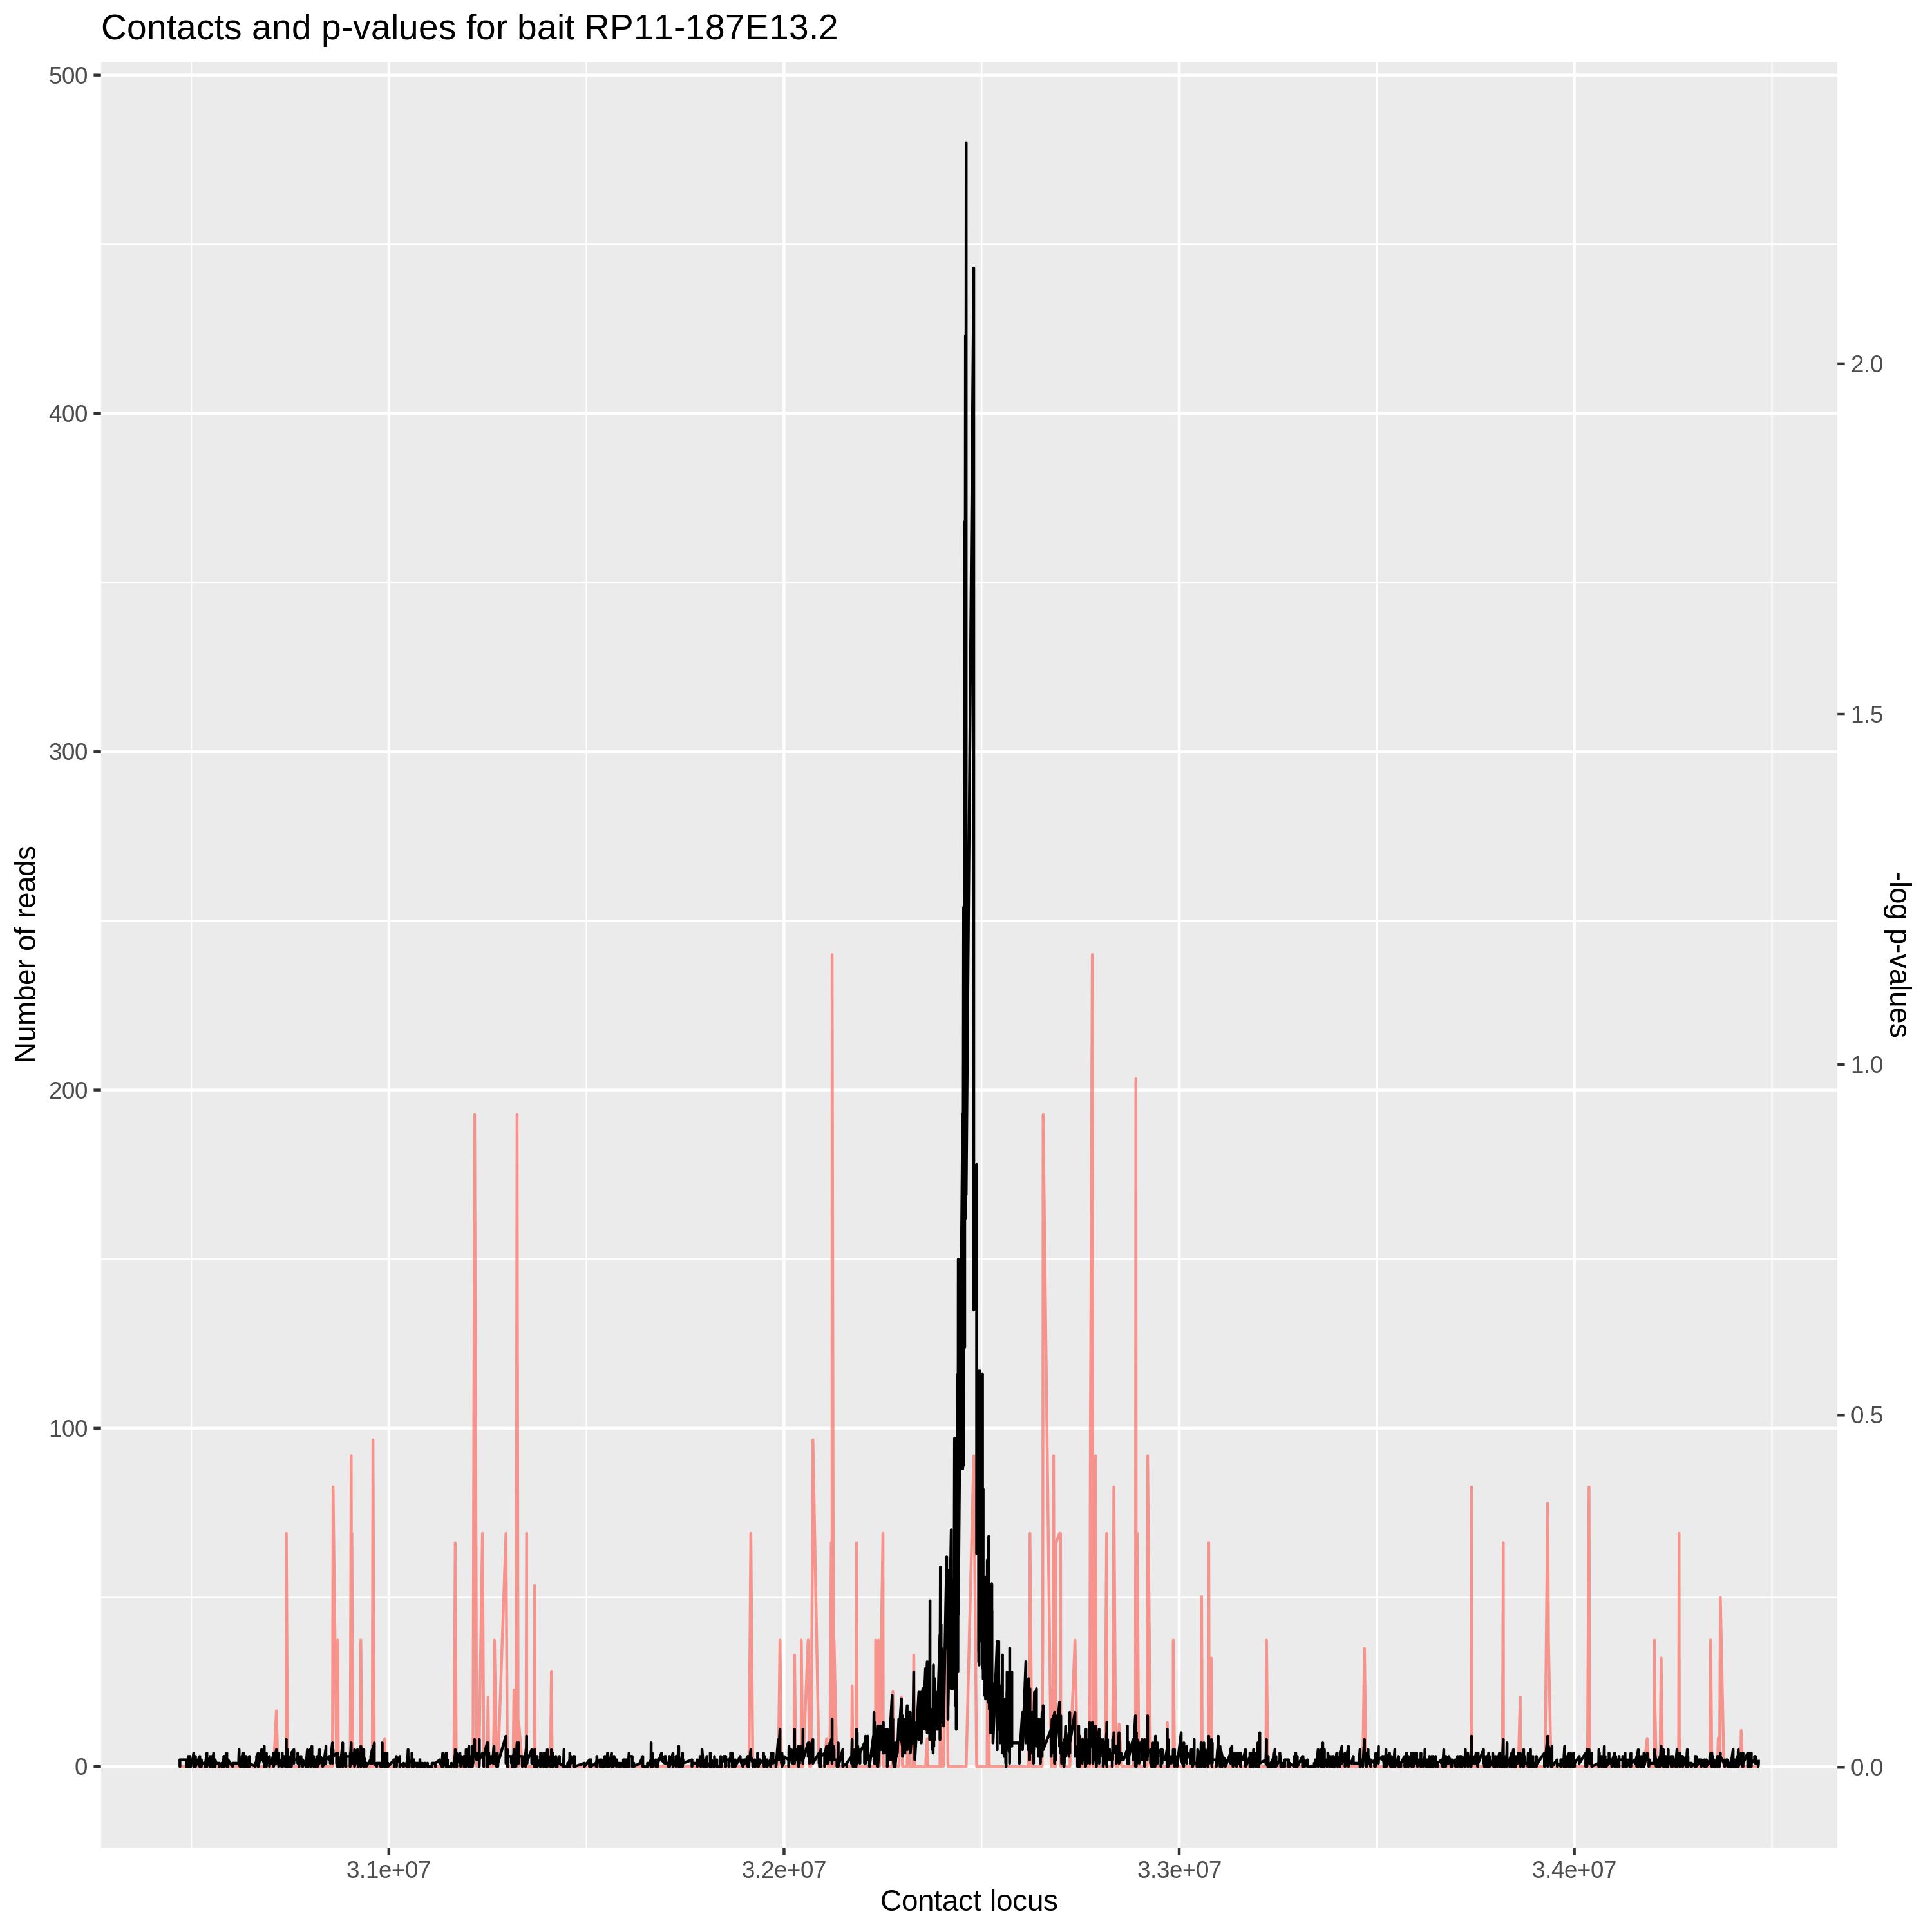 Contacts and p-values for bait RP11-187E13.2
500
400
300
200
100
0
Number of reads
2.0
1.5
1.0
0.5
0.0
-log p-values
3.1e+07
3.2e+07
3.3e+07
3.4e+07
Contact locus